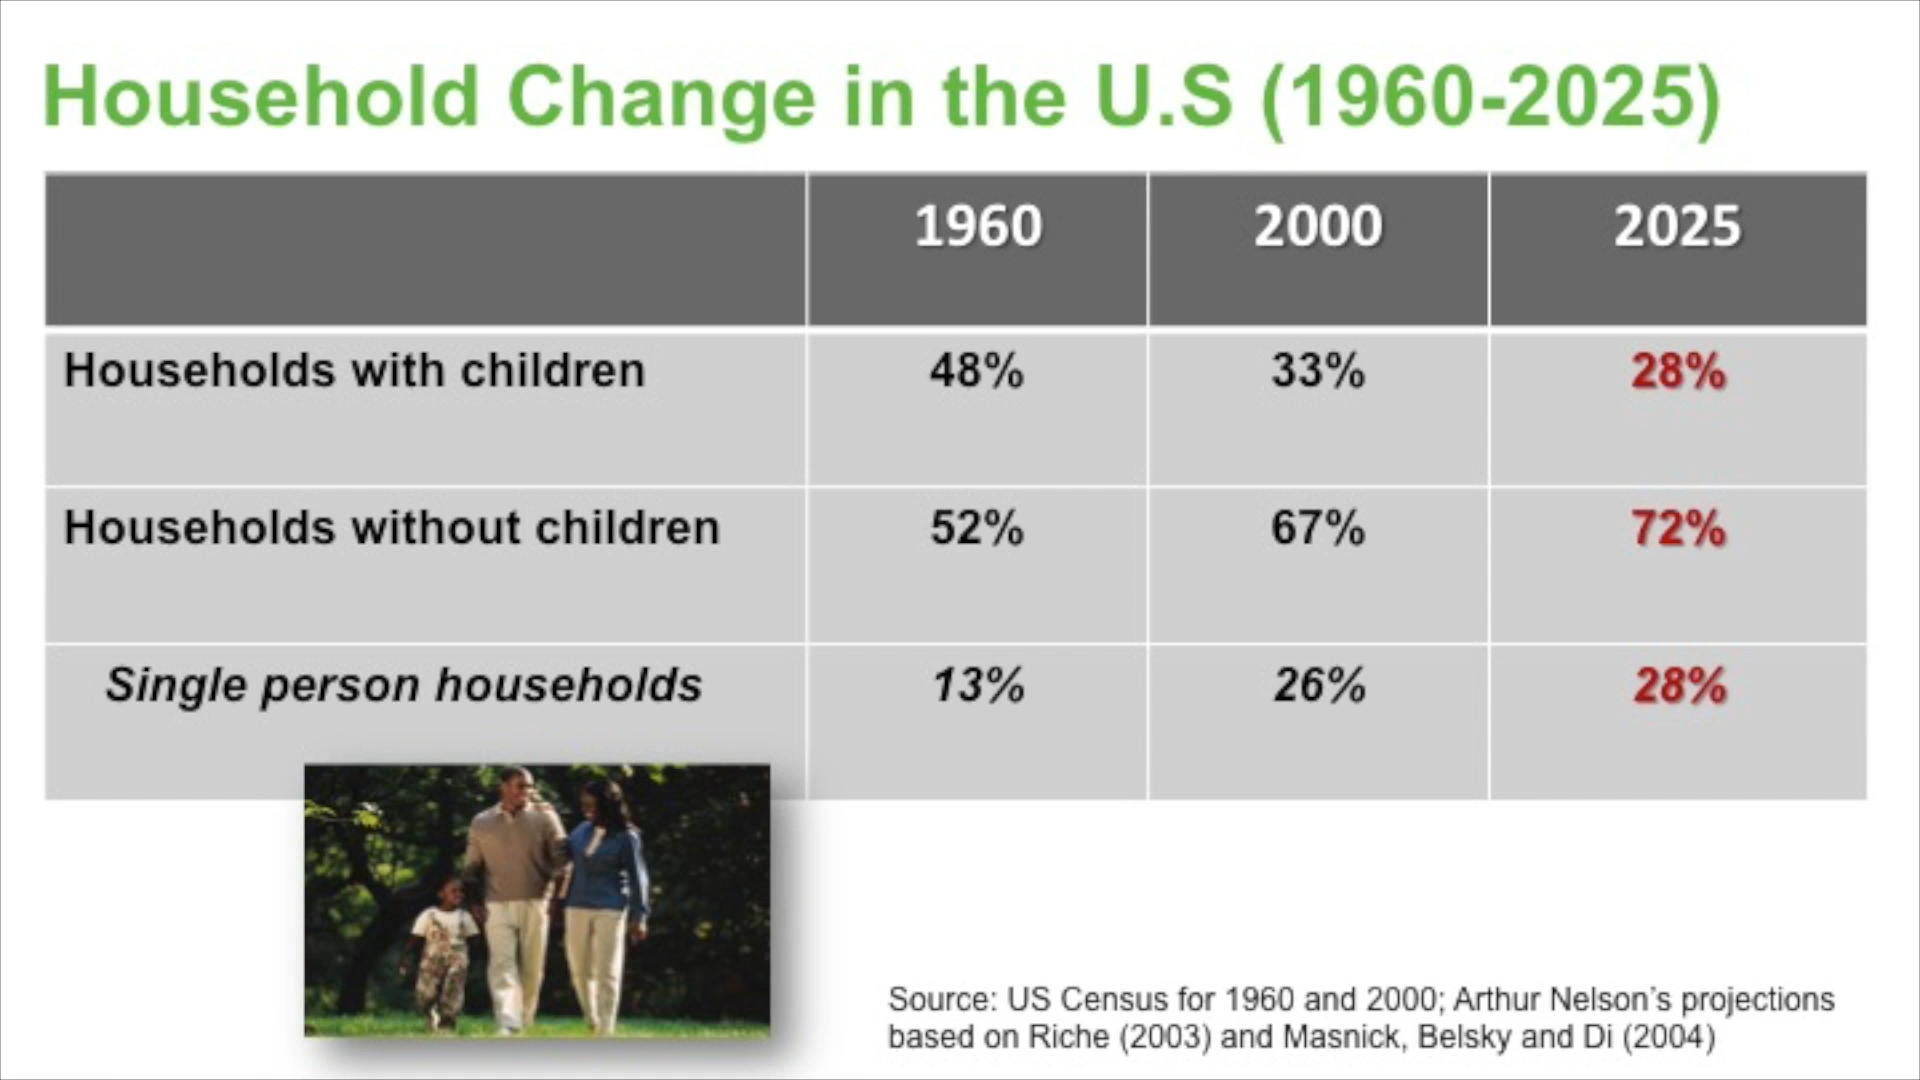 Household Change in the U.S (1960-2025)
1960 2000 2025
Households with children 48% 33% 28%
Households without children 52% 67% 72%
Single person households 13% 26% 28%
Source: US Census for 1960 and 2000; Arthur Nelson’s projections
based on Riche (2003) and Masnick, Belsky and Di (2004)